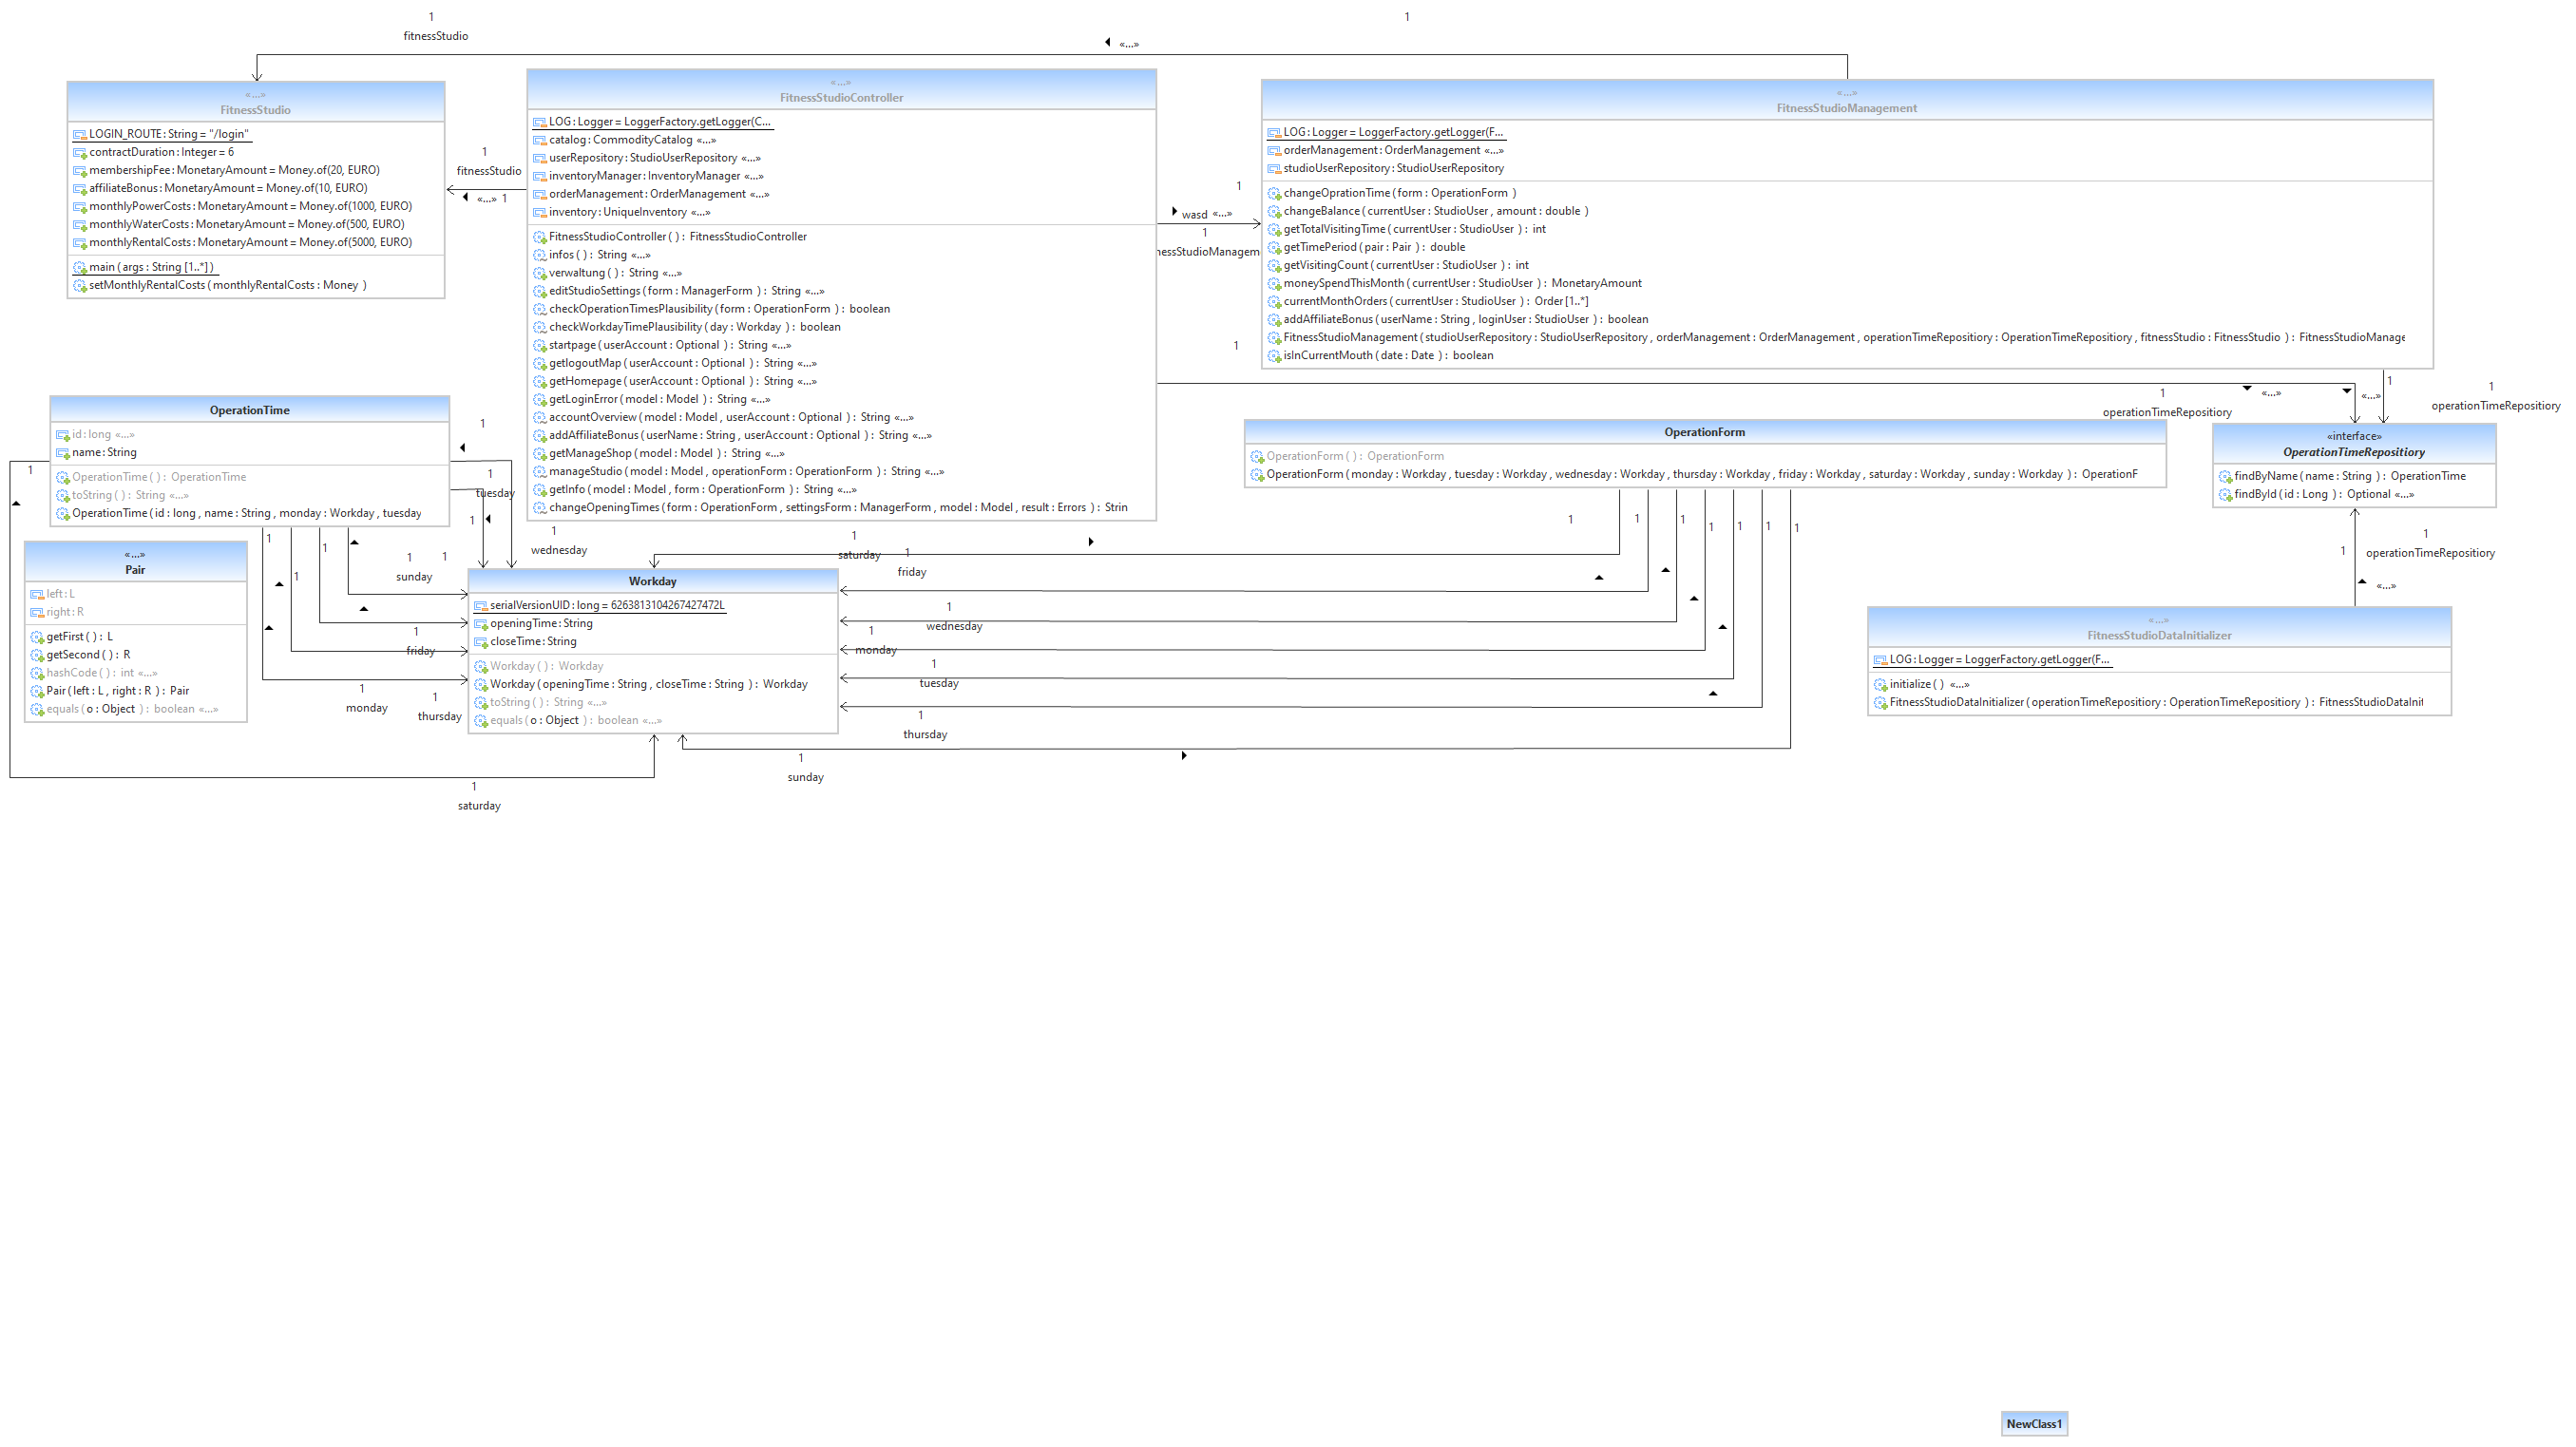 1
fitnessStudio
1
«...»
«...»
FitnessStudio
LOGIN_ROUTE : String = "/login"
contractDuration : Integer = 6
membershipFee : MonetaryAmount = Money.of(20, EURO)
affiliateBonus : MonetaryAmount = Money.of(10, EURO)
monthlyPowerCosts : MonetaryAmount = Money.of(1000, EURO)
monthlyWaterCosts : MonetaryAmount = Money.of(500, EURO)
monthlyRentalCosts : MonetaryAmount = Money.of(5000, EURO)
main ( args : String [1..*] )
setMonthlyRentalCosts ( monthlyRentalCosts : Money )
1
fitnessStudio
«...» 1
«...»
FitnessStudioController
LOG : Logger = LoggerFactory.getLogger(C...
catalog : CommodityCatalog «...»
userRepository : StudioUserRepository «...»
inventoryManager : InventoryManager «...»
orderManagement : OrderManagement «...»
inventory : UniqueInventory «...»
FitnessStudioController ( ) : FitnessStudioController
infos ( ) : String «...»
verwaltung ( ) : String «...»
editStudioSettings ( form : ManagerForm ) : String «...»
checkOperationTimesPlausibility ( form : OperationForm ) : boolean
checkWorkdayTimePlausibility ( day : Workday ) : boolean
startpage ( userAccount : Optional ) : String «...»
getlogoutMap ( userAccount : Optional ) : String «...»
getHomepage ( userAccount : Optional ) : String «...»
getLoginError ( model : Model ) : String «...»
accountOverview ( model : Model , userAccount : Optional ) : String «...»
addAffiliateBonus ( userName : String , userAccount : Optional ) : String «...»
getManageShop ( model : Model ) : String «...»
manageStudio ( model : Model , operationForm : OperationForm ) : String «...»
getInfo ( model : Model , form : OperationForm ) : String «...»
changeOpeningTimes ( form : OperationForm , settingsForm : ManagerForm , model : Model , result : Errors ) : Strin
1
wasd «...»
1
nessStudioManagem
1
«...»
FitnessStudioManagement
LOG : Logger = LoggerFactory.getLogger(F...
orderManagement : OrderManagement «...»
studioUserRepository : StudioUserRepository
changeOprationTime ( form : OperationForm )
changeBalance ( currentUser : StudioUser , amount : double )
getTotalVisitingTime ( currentUser : StudioUser ) : int
getTimePeriod ( pair : Pair ) : double
getVisitingCount ( currentUser : StudioUser ) : int
moneySpendThisMonth ( currentUser : StudioUser ) : MonetaryAmount
currentMonthOrders ( currentUser : StudioUser ) : Order [1..*]
addAffiliateBonus ( userName : String , loginUser : StudioUser ) : boolean
FitnessStudioManagement ( studioUserRepository : StudioUserRepository , orderManagement : OrderManagement , operationTimeRepositiory : OperationTimeRepositiory , fitnessStudio : FitnessStudio ) : FitnessStudioManage
isInCurrentMouth ( date : Date ) : boolean
1
operationTimeRepositiory
«...»
«...»
1
1
operationTimeRepositiory
OperationTime
id : long «...»
name : String
OperationTime ( ) : OperationTime
toString ( ) : String «...»
OperationTime ( id : long , name : String , monday : Workday , tuesday
1
1
tuesday
1
1
wednesday
1
OperationForm
OperationForm ( ) : OperationForm
OperationForm ( monday : Workday , tuesday : Workday , wednesday : Workday , thursday : Workday , friday : Workday , saturday : Workday , sunday : Workday ) : OperationF
«interface»
OperationTimeRepositiory
findByName ( name : String ) : OperationTime
findById ( id : Long ) : Optional «...»
1
1
1
1
1
1
1
1
saturday
1
friday
1
1
1
1
1
1
sunday
1
operationTimeRepositiory
1
«...»
«...»
Pair
left : L
right : R
getFirst ( ) : L
getSecond ( ) : R
hashCode ( ) : int «...»
Pair ( left : L , right : R ) : Pair
equals ( o : Object ) : boolean «...»
1
friday
1
monday
1
thursday
Workday
serialVersionUID : long = 6263813104267427472L
openingTime : String
closeTime : String
Workday ( ) : Workday
Workday ( openingTime : String , closeTime : String ) : Workday
toString ( ) : String «...»
equals ( o : Object ) : boolean «...»
1
wednesday
1
monday
1
tuesday
1
thursday
1
sunday
1
saturday
«...»
FitnessStudioDataInitializer
LOG : Logger = LoggerFactory.getLogger(F...
initialize ( ) «...»
FitnessStudioDataInitializer ( operationTimeRepositiory : OperationTimeRepositiory ) : FitnessStudioDataInit
NewClass1